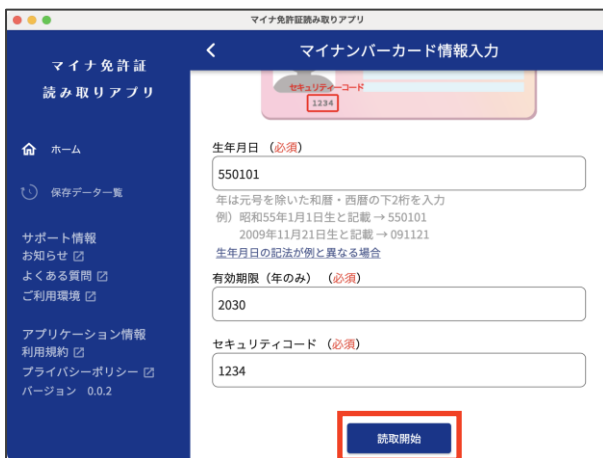 マイナ免許証読み取りアプリ
マイナ免許証
読み取りアプリ
ホーム
保存データ一覧
サポート情報
お知らせ
よくある質問
ご利用環境
アプリケーション情報
利用規約
プライバシーポリシー
バージョン 0.0.2
マイナンバーカード情報入力
セキュリティーコード
1234
生年月日 （必須）
550101
年は元号を除いた和暦・西暦の下2桁を入力
例）昭和55年1月1日生と記載 → 550101
2009年11月21日生と記載 → 091121
生年月日の記法が例と異なる場合
有効期限（年のみ） （必須）
2030
セキュリティコード （必須）
1234
読取開始